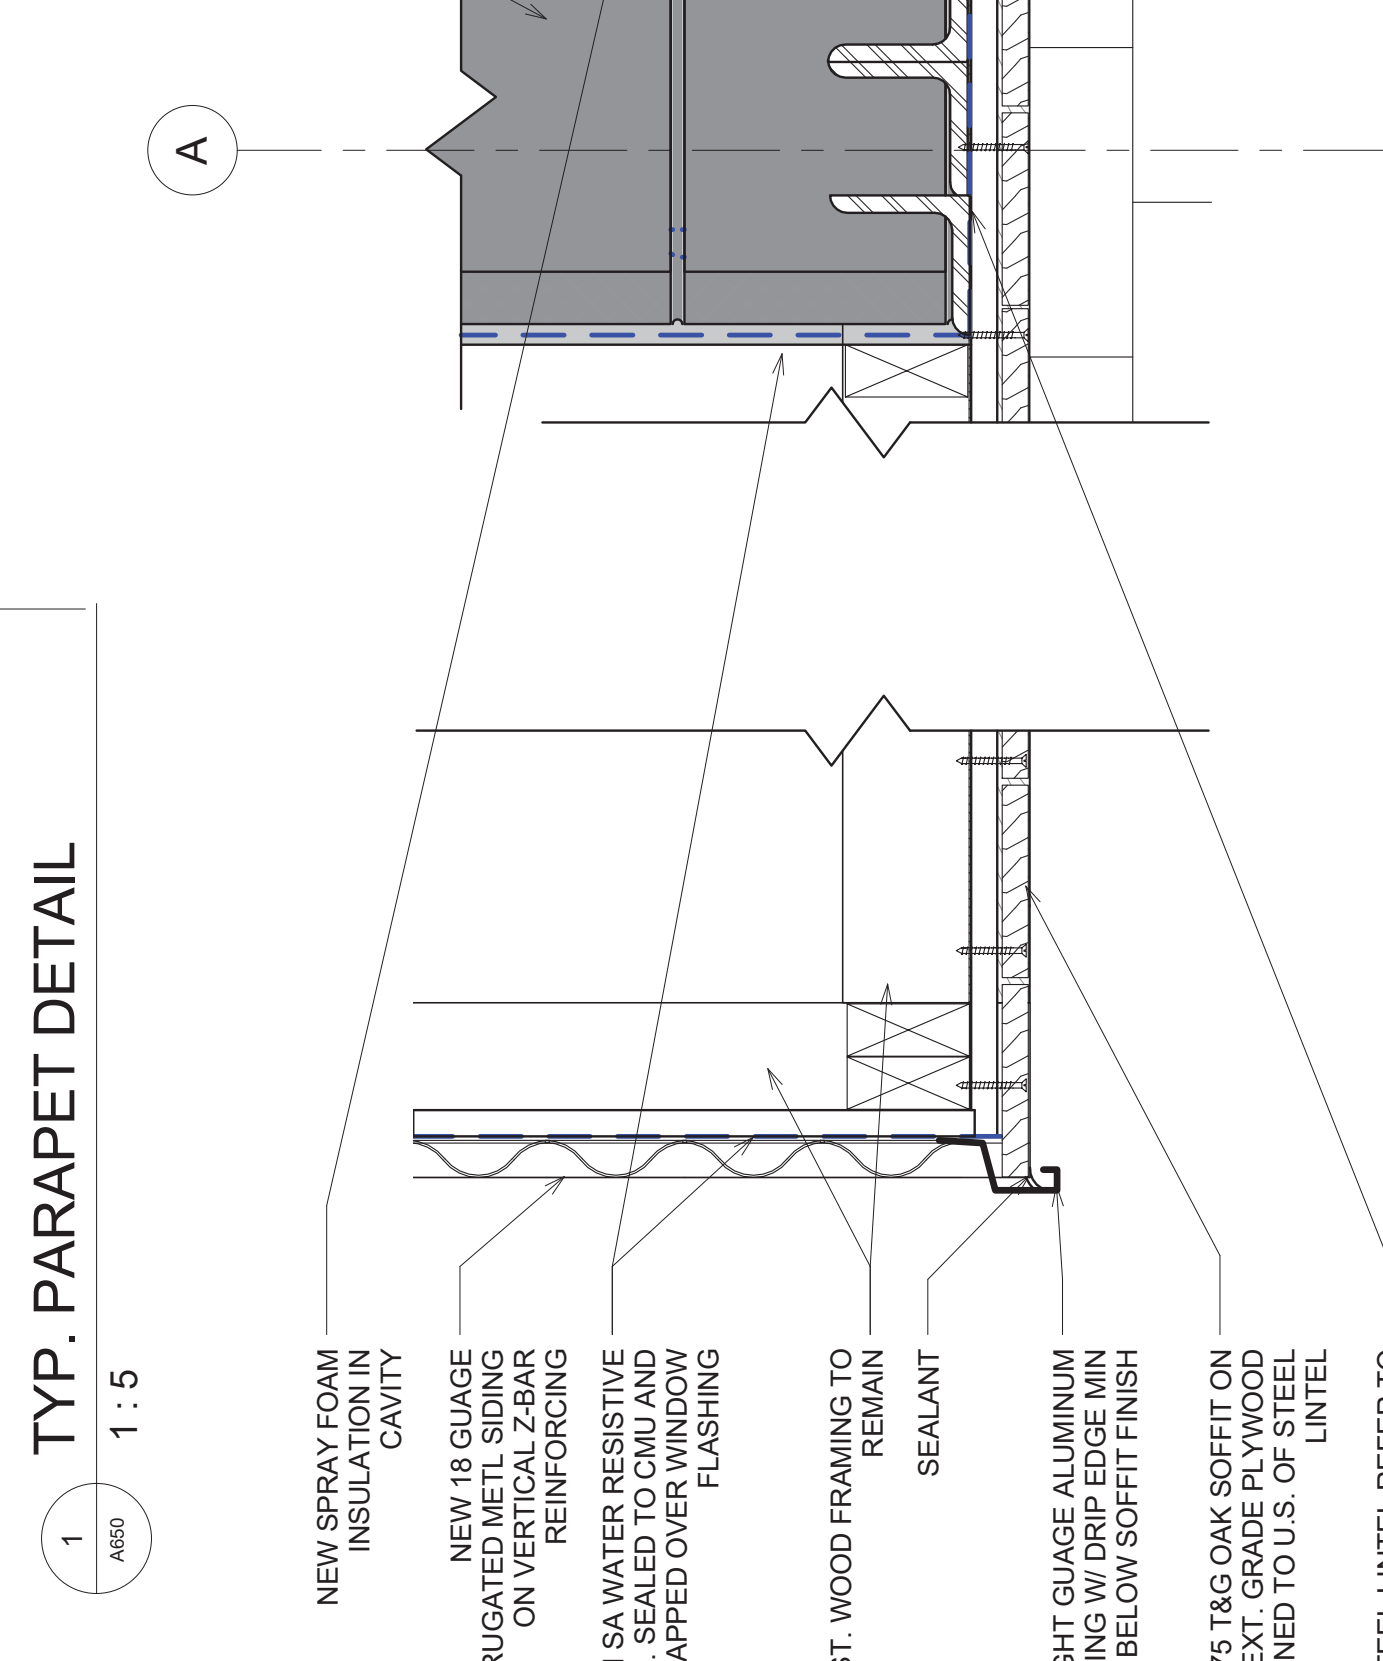 A
TYP. PARAPET DETAIL
1 : 5
1
A650
NEW SPRAY FOAM
INSULATION IN
CAVITY
NEW 18 GUAGE
RUGATED METL SIDING
ON VERTICAL Z-BAR
REINFORCING
SA WATER RESISTIVE
. SEALED TO CMU AND
APPED OVER WINDOW
FLASHING
ST. WOOD FRAMING TO
REMAIN
SEALANT
GHT GUAGE ALUMINUM
ING W/ DRIP EDGE MIN
BELOW SOFFIT FINISH
75 T&G OAK SOFFIT ON
EXT. GRADE PLYWOOD
NED TO U.S. OF STEEL
LINTEL